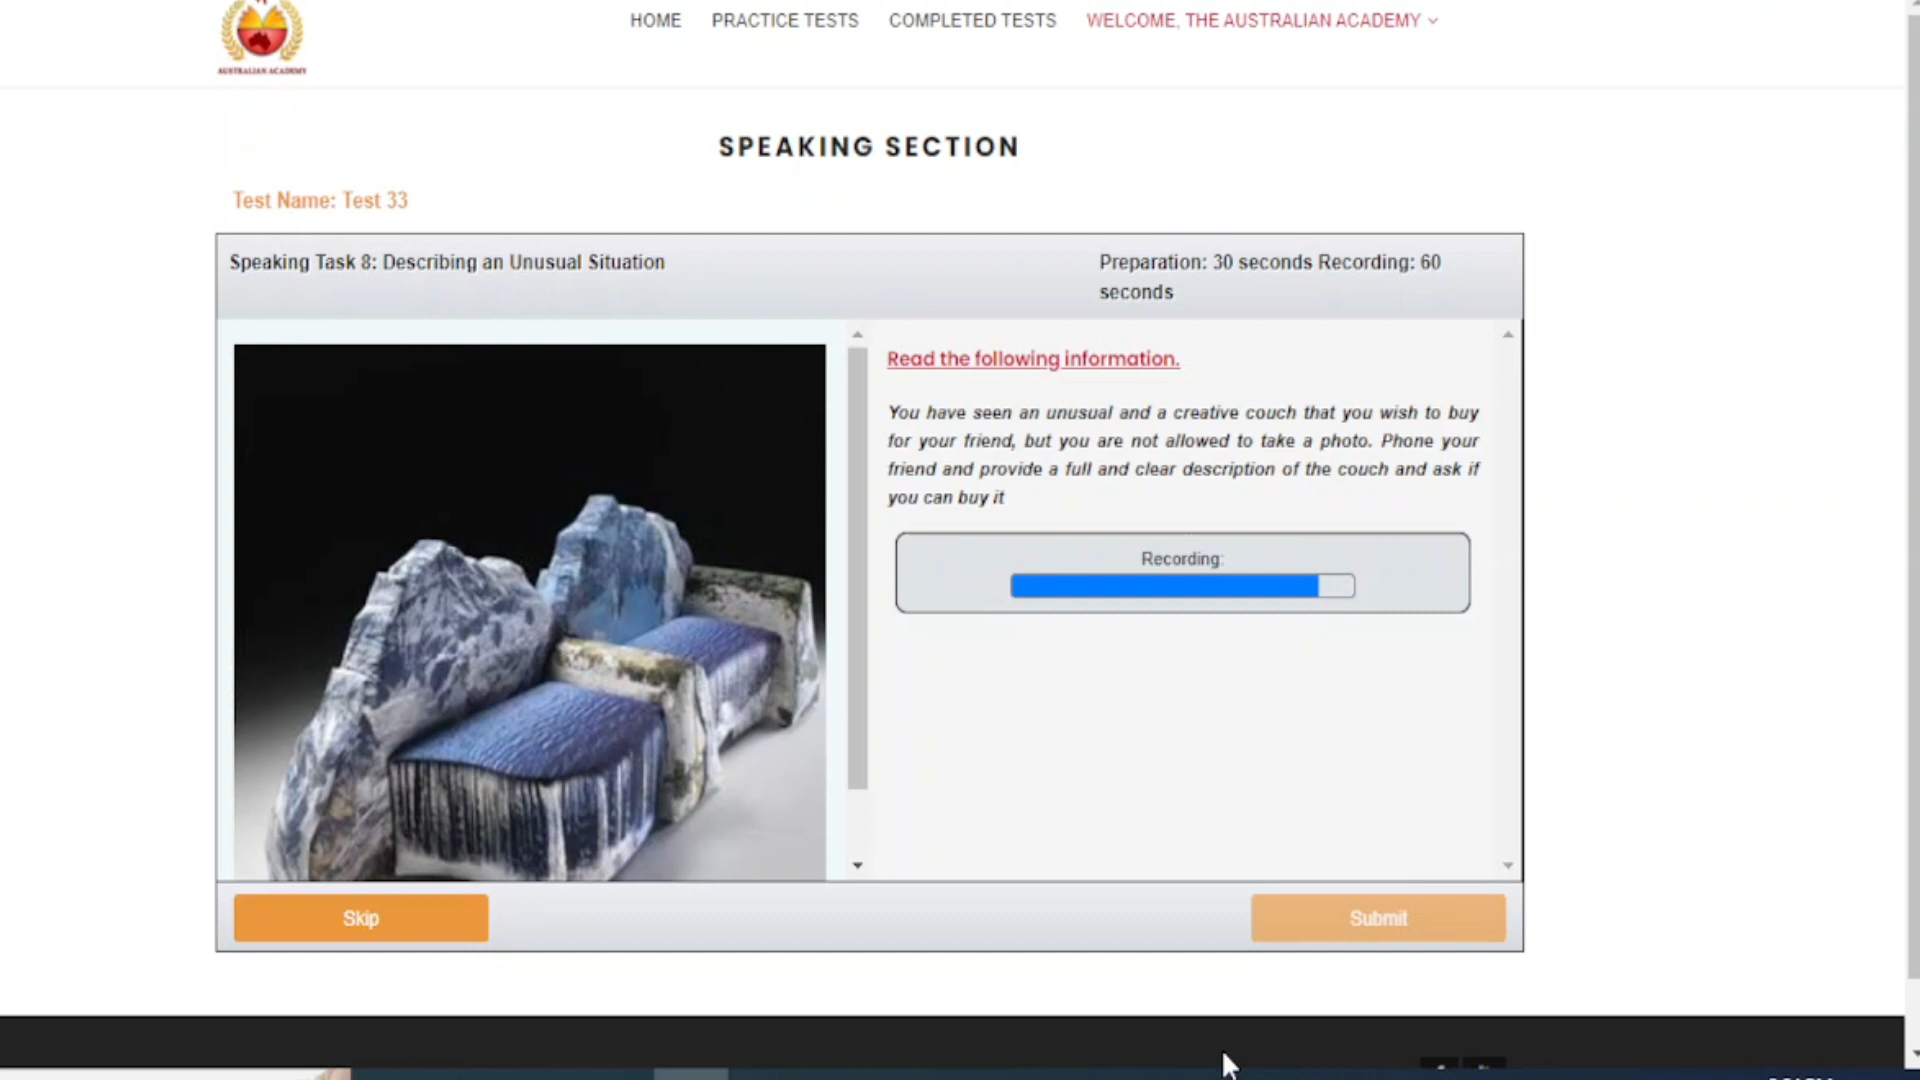 AUSTRALIAN ACADEMY
HOME PRACTICE TESTS COMPLETED TESTS WELCOME, THE AUSTRALIAN ACADEMY
SPEAKING SECTION
Test Name: Test 33
Speaking Task 8: Describing an Unusual Situation
Preparation: 30 seconds Recording: 60
seconds
Read the following information.
You have seen an unusual and a creative couch that you wish to buy
for your friend, but you are not allowed to take a photo. Phone your
friend and provide a full and clear description of the couch and ask if
you can buy it
Recording:
Skip
Submit